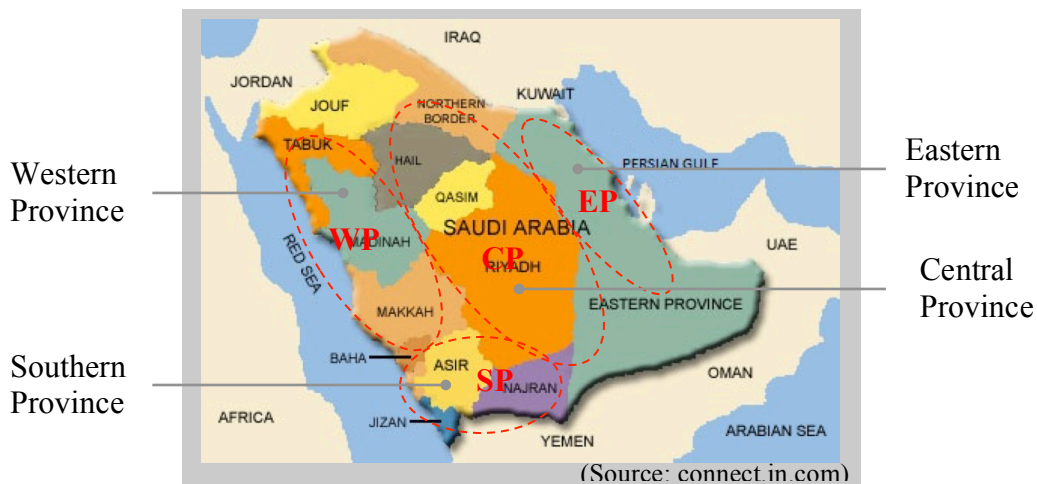 IRAQ
JORDAN
JOUF
NORTHERN
BORDER
KUWAIT
TABUK
HAIL
PERSIAN GULF
Eastern
Province
Western
Province
QASIM
EP
SAUDI ARABIA
WP
MADINAH
CP
RIYADH
UAE
RED SEA
Central
Province
EASTERN PROVINCE
MAKKAH
BAHA
ASIR
SP
NAJRAN
Southern
Province
OMAN
AFRICA
JIZAN
YEMEN
ARABIAN SEA
(Source: connect.in.com)